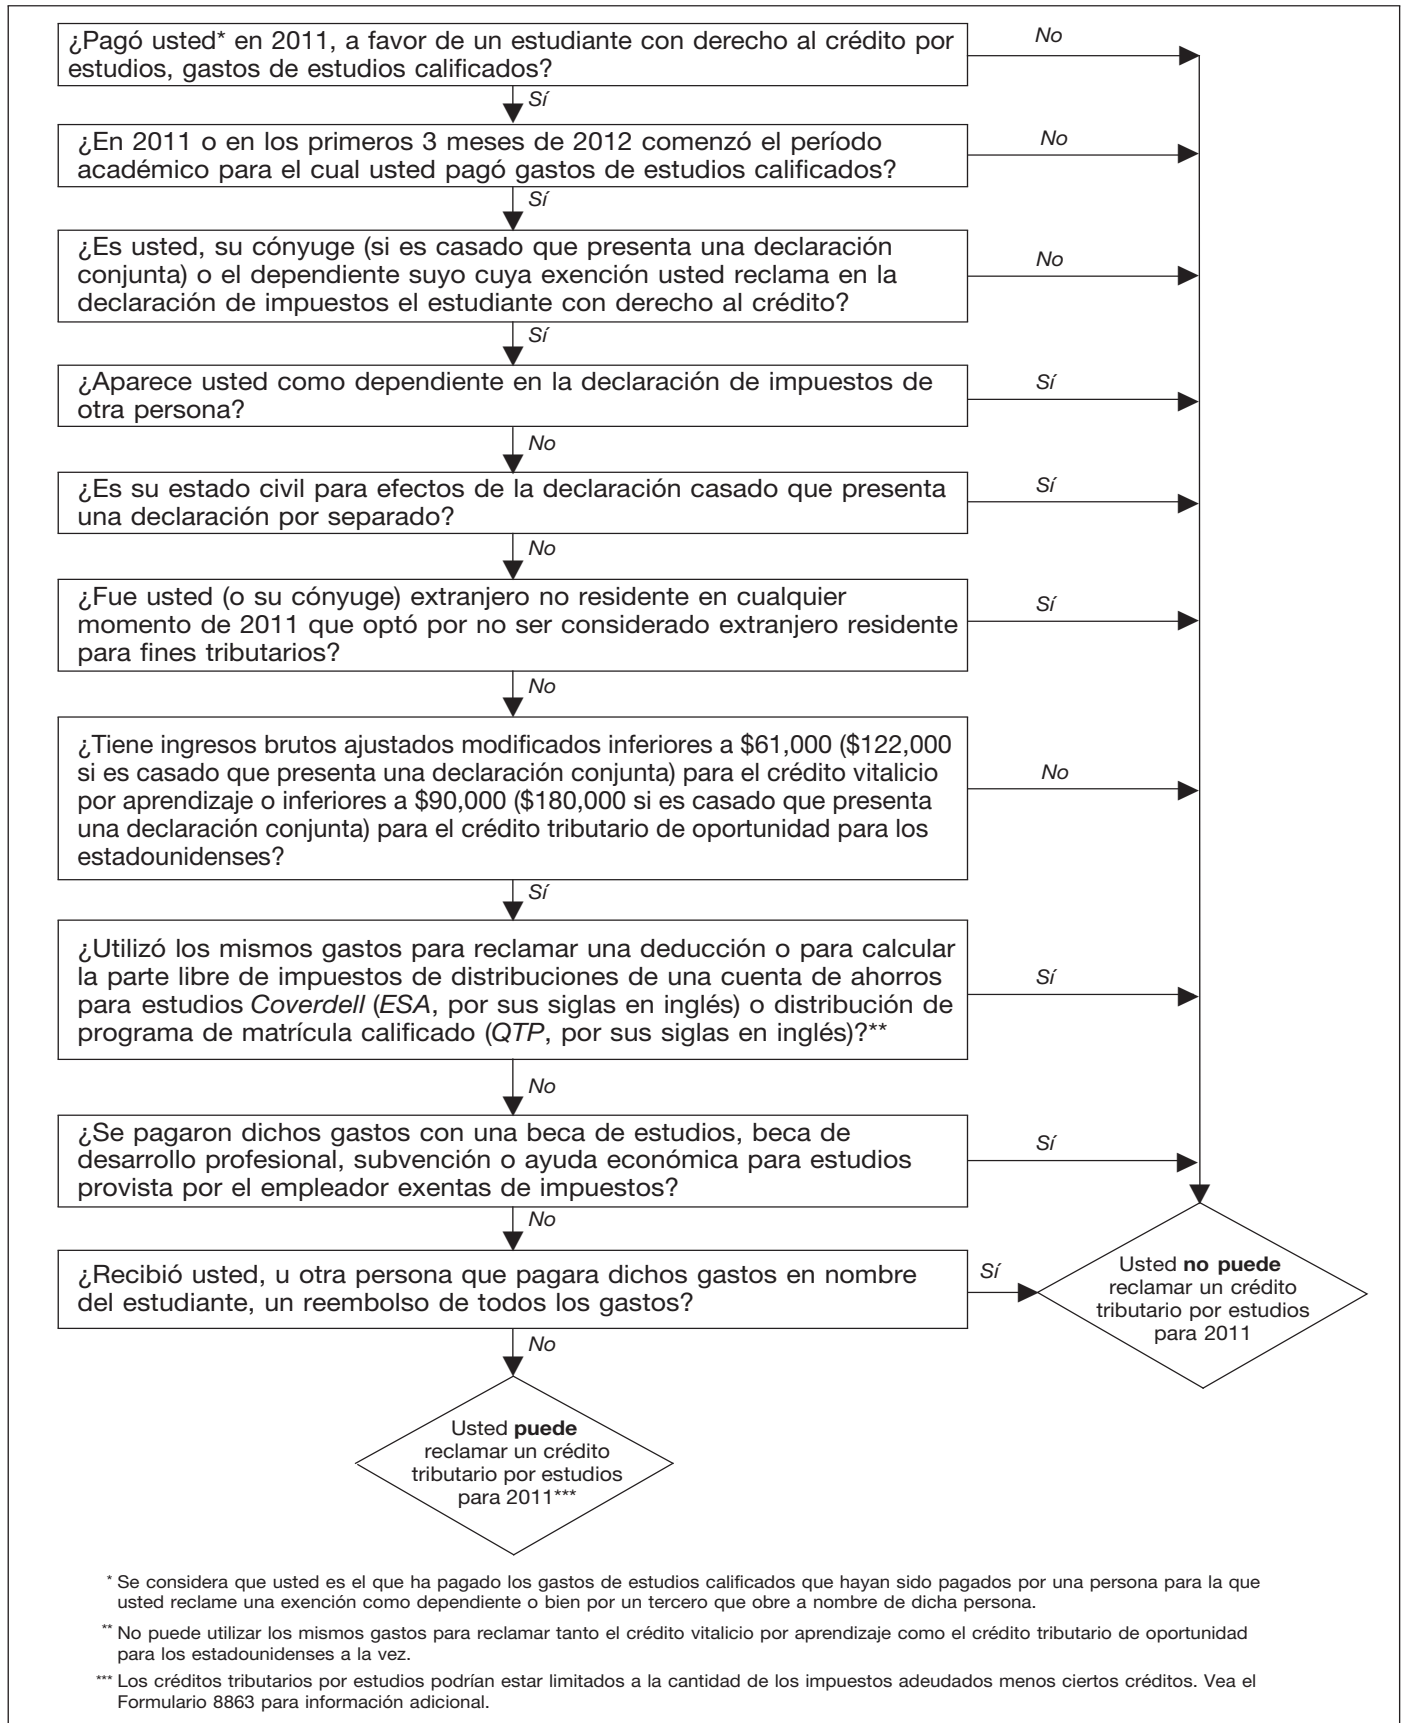 ¿Pagó usted* en 2011, a favor de un estudiante con derecho al crédito por
estudios, gastos de estudios calificados?
No
Sí
¿En 2011 o en los primeros 3 meses de 2012 comenzó el período
académico para el cual usted pagó gastos de estudios calificados?
No
Sí
¿Es usted, su cónyuge (si es casado que presenta una declaración
conjunta) o el dependiente suyo cuya exención usted reclama en la
declaración de impuestos el estudiante con derecho al crédito?
No
Sí
¿Aparece usted como dependiente en la declaración de impuestos de
otra persona?
Sí
No
¿Es su estado civil para efectos de la declaración casado que presenta
una declaración por separado?
Sí
No
¿Fue usted (o su cónyuge) extranjero no residente en cualquier
momento de 2011 que optó por no ser considerado extranjero residente
para fines tributarios?
Sí
No
¿Tiene ingresos brutos ajustados modificados inferiores a $61,000 ($122,000
si es casado que presenta una declaración conjunta) para el crédito vitalicio
por aprendizaje o inferiores a $90,000 ($180,000 si es casado que presenta
una declaración conjunta) para el crédito tributario de oportunidad para los
estadounidenses?
No
Sí
¿Utilizó los mismos gastos para reclamar una deducción o para calcular
la parte libre de impuestos de distribuciones de una cuenta de ahorros
para estudios Coverdell (ESA, por sus siglas en inglés) o distribución de
programa de matrícula calificado (QTP, por sus siglas en inglés)?**
Sí
No
¿Se pagaron dichos gastos con una beca de estudios, beca de
desarrollo profesional, subvención o ayuda económica para estudios
provista por el empleador exentas de impuestos?
Sí
No
¿Recibió usted, u otra persona que pagara dichos gastos en nombre
del estudiante, un reembolso de todos los gastos?
Sí
Usted no puede
reclamar un crédito
tributario por estudios
para 2011
No
Usted puede
reclamar un crédito
tributario por estudios
para 2011***
* Se considera que usted es el que ha pagado los gastos de estudios calificados que hayan sido pagados por una persona para la que
usted reclame una exención como dependiente o bien por un tercero que obre a nombre de dicha persona.
** No puede utilizar los mismos gastos para reclamar tanto el crédito vitalicio por aprendizaje como el crédito tributario de oportunidad
para los estadounidenses a la vez.
*** Los créditos tributarios por estudios podrían estar limitados a la cantidad de los impuestos adeudados menos ciertos créditos. Vea el
Formulario 8863 para información adicional.